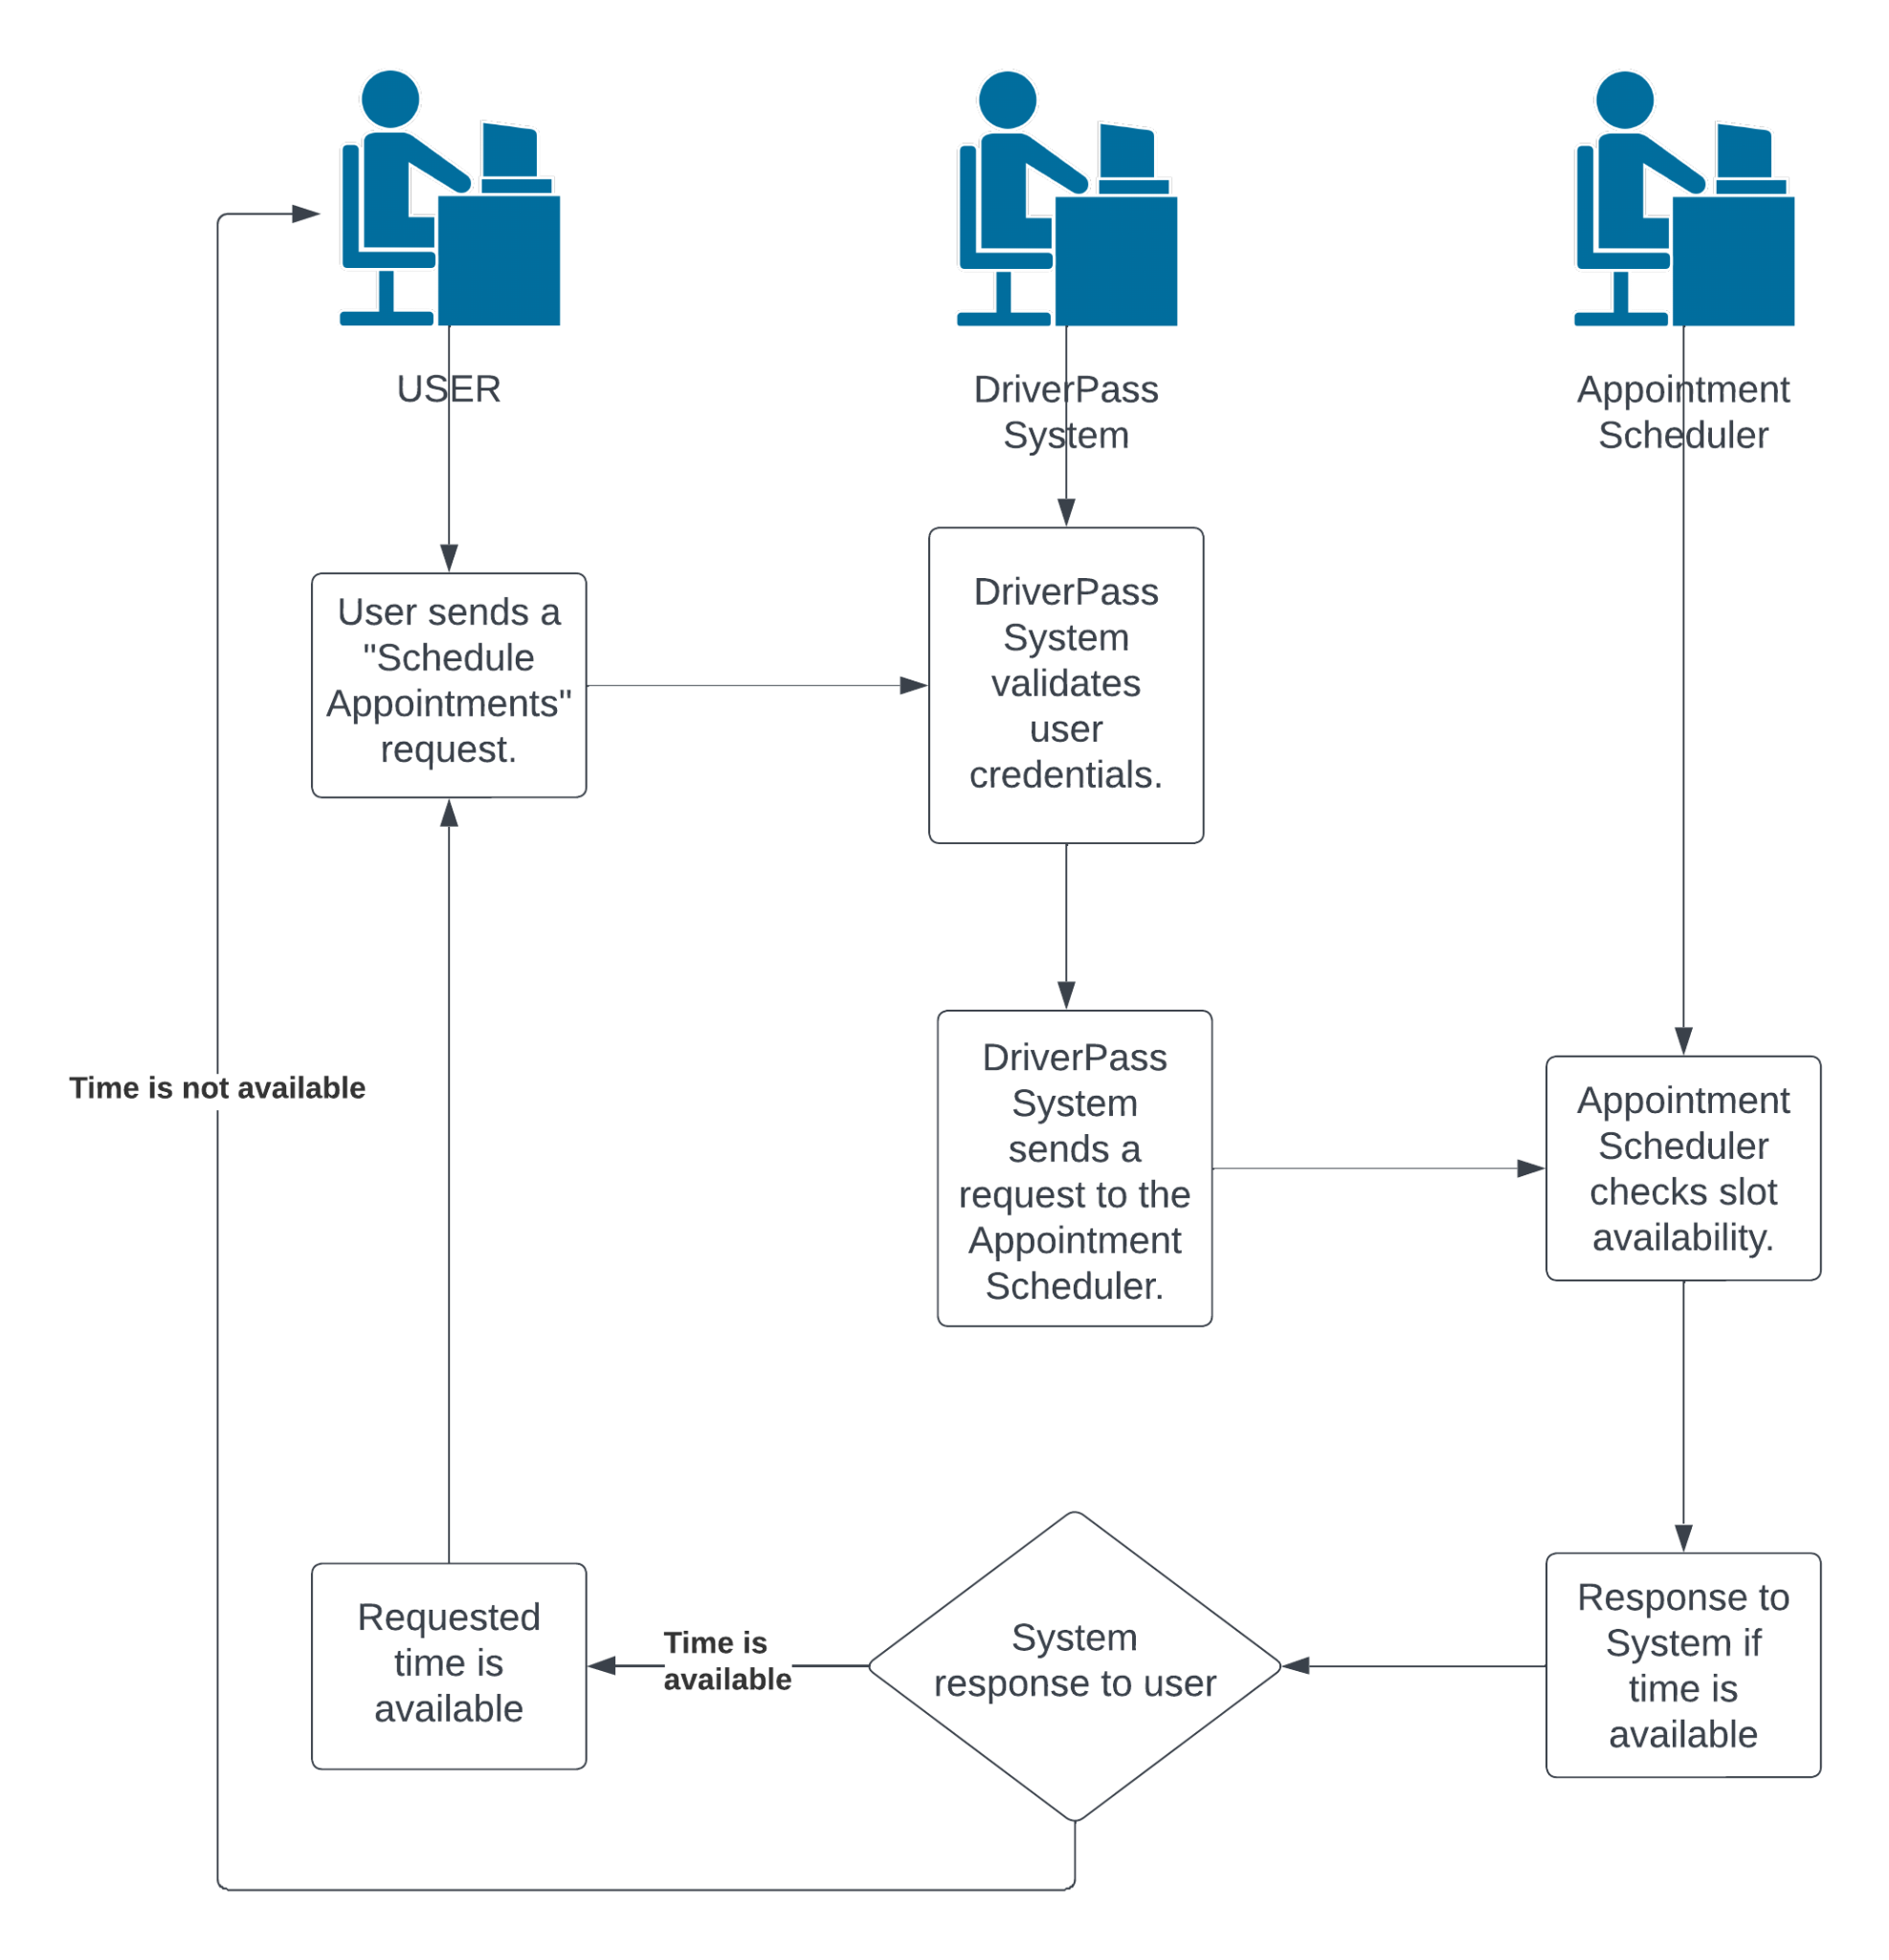 USER
DriverPass
System
Appointment
Scheduler
User sends a
"Schedule
Appointments"
request.
DriverPass
System
validates
user
credentials.
DriverPass
System
sends a
request to the
Appointment
Scheduler.
Appointment
Scheduler
checks slot
availability.
Time is not available
Requested
time is
available
Time is
available
System
response to user
Response to
System if
time is
available